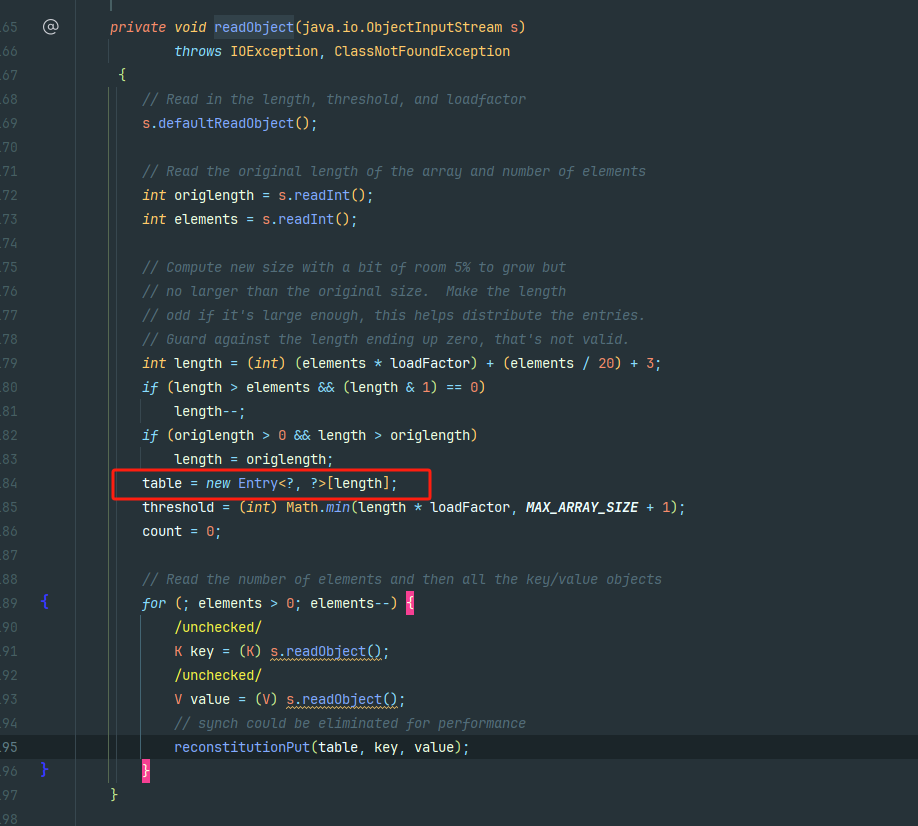 65 @ private void readObject(java.io.ObjectInputStream s)
66 throws IOException, ClassNotFoundException
67 {
68 // Read in the length, threshold, and loadfactor
69 s.defaultReadObject();
70
71 // Read the original length of the array and number of elements
72 int origlength = s.readInt();
73 int elements = s.readInt();
74
75 // Compute new size with a bit of room 5% to grow but
76 // no larger than the original size.  Make the length
77 // odd if it's large enough, this helps distribute the entries.
78 // Guard against the length ending up zero, that's not valid.
79 int length = (int) (elements * loadFactor) + (elements / 20) + 3;
80 if (length > elements && (length & 1) == 0)
81 length--;
82 if (origlength > 0 && length > origlength)
83 length = origlength;
84 table = new Entry<?, ?>[length];
85 threshold = (int) Math.min(length * loadFactor, MAX_ARRAY_SIZE + 1);
86 count = 0;
87
88 // Read the number of elements and then all the key/value objects
89 { for (; elements > 0; elements--) {
90 /unchecked/
91 K key = (K) s.readObject();
92 /unchecked/
93 V value = (V) s.readObject();
94 // synch could be eliminated for performance
95 reconstitutionPut(table, key, value);
96 } }
97 }
98